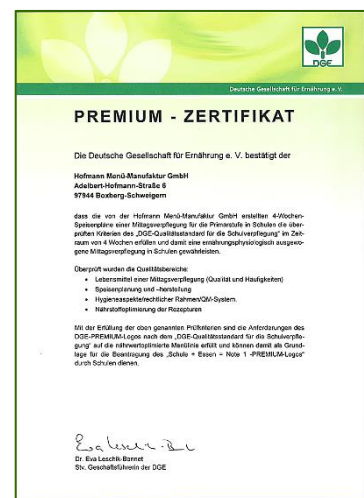 DGE
Deutsche Gesellschaft für Ernährung e. V.
PREMIUM - ZERTIFIKAT
Die Deutsche Gesellschaft für Ernährung e. V. bestätigt der
Hofmann Menü-Manufaktur GmbH
Adelbert-Hofmann-Straße 6
97944 Boxberg-Schweigern
dass die von der Hofmann Menü-Manufaktur GmbH erstellten 4-Wochen-
Speisenpläne einer Mittagsverpflegung für die Primarstufe in Schulen die über-
prüften Kriterien des „DGE-Qualitätsstandard für die Schulverpflegung“ im Zeit-
raum von 4 Wochen erfüllen und damit eine ernährungsphysiologisch ausgewo-
gene Mittagsverpflegung in Schulen gewährleisten.
Überprüft wurden die Qualitätsbereiche:
• Lebensmittel einer Mittagsverpflegung (Qualität und Häufigkeiten)
• Speisenplanung und -herstellung
• Hygieneaspekte/rechtlicher Rahmen/QM-System.
• Nährstoffoptimierung der Rezepturen
Mit der Erfüllung der oben genannten Prüfkriterien sind die Anforderungen des
DGE-PREMIUM-Logos nach dem „DGE-Qualitätsstandard für die Schulverpfle-
gung“ auf die nährwertoptimierte Menülinie erfüllt und können damit als Grund-
lage für die Beantragung des „Schule + Essen = Note 1 -PREMIUM-Logos“
durch Schulen dienen.
Dr. Eva Leschik-Bonnet
Stv. Geschäftsführerin der DGE